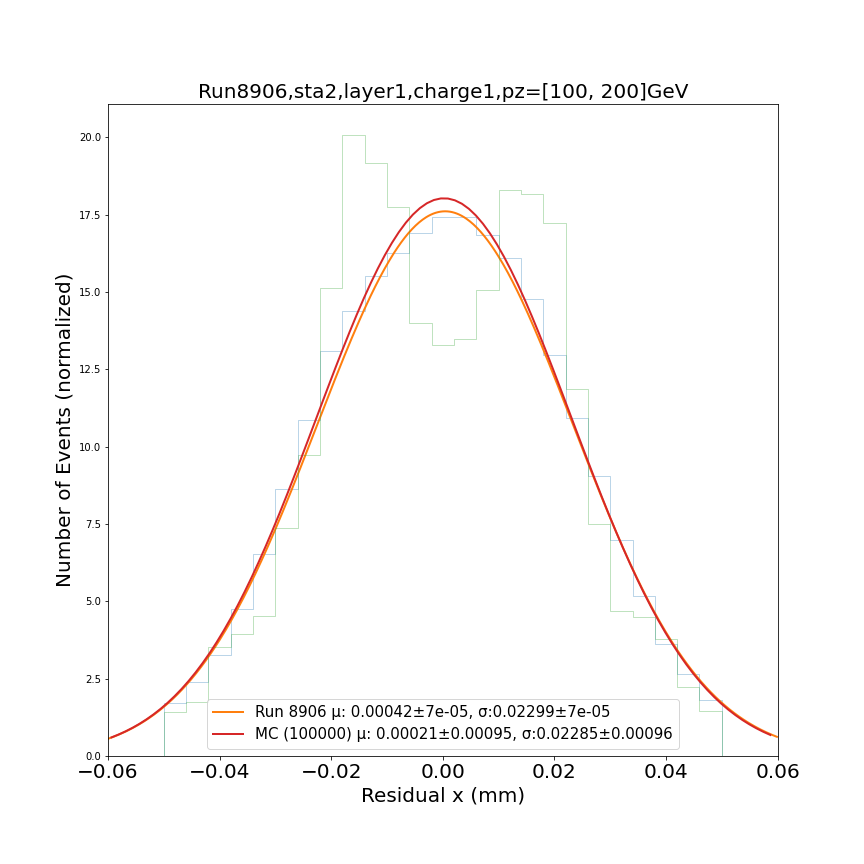 Run8906,sta2,layer1,charge1,pz=[100, 200]GeV
Number of Events (normalized)
20.0
17.5
15.0
12.5
10.0
7.5
5.0
2.5
0.0
Run 8906 μ: 0.00042±7e-05, σ:0.02299±7e-05
MC (100000) μ: 0.00021±0.00095, σ:0.02285±0.00096
−0.06 −0.04 −0.02 0.00 0.02 0.04 0.06
Residual x (mm)